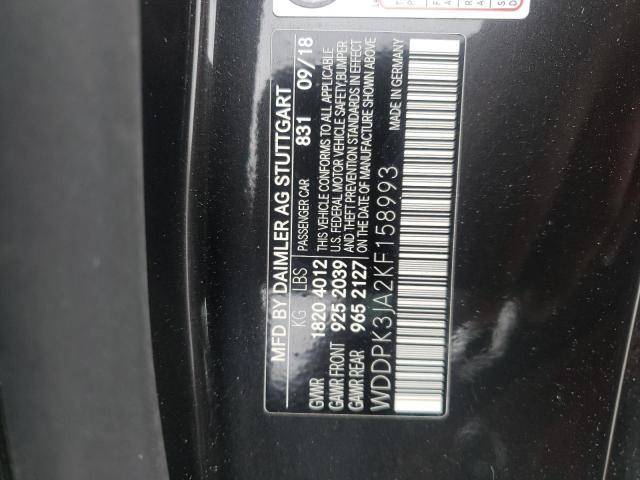 MFD BY DAIMLER AG STUTTGART
KG LBS PASSENGER CAR 831 09/18
GVWR 1820 4012
GAWR FRONT 925 2039
GAWR REAR 965 2127
THIS VEHICLE CONFORMS TO ALL APPLICABLE
U.S. FEDERAL MOTOR VEHICLE SAFETY, BUMPER
AND THEFT PREVENTION STANDARDS IN EFFECT
ON THE DATE OF MANUFACTURE SHOWN ABOVE
WDDPK3JA2KF158993 MADE IN GERMANY